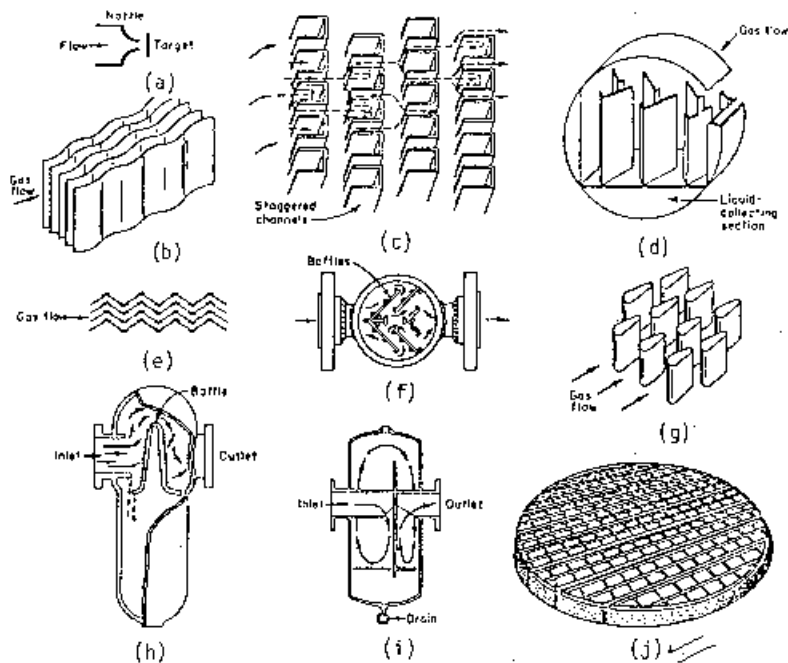 Nozzle
Flow
Target
(a)
Gas
flow
(b)
Staggered
channels
(c)
Gas flow
Liquid-
collecting
section
(d)
Gas flow
(e)
Baffles
(f)
Gas
flow
(g)
Baffle
Inlet
Outlet
(h)
Inlet
Outlet
Drain
(i)
(j)